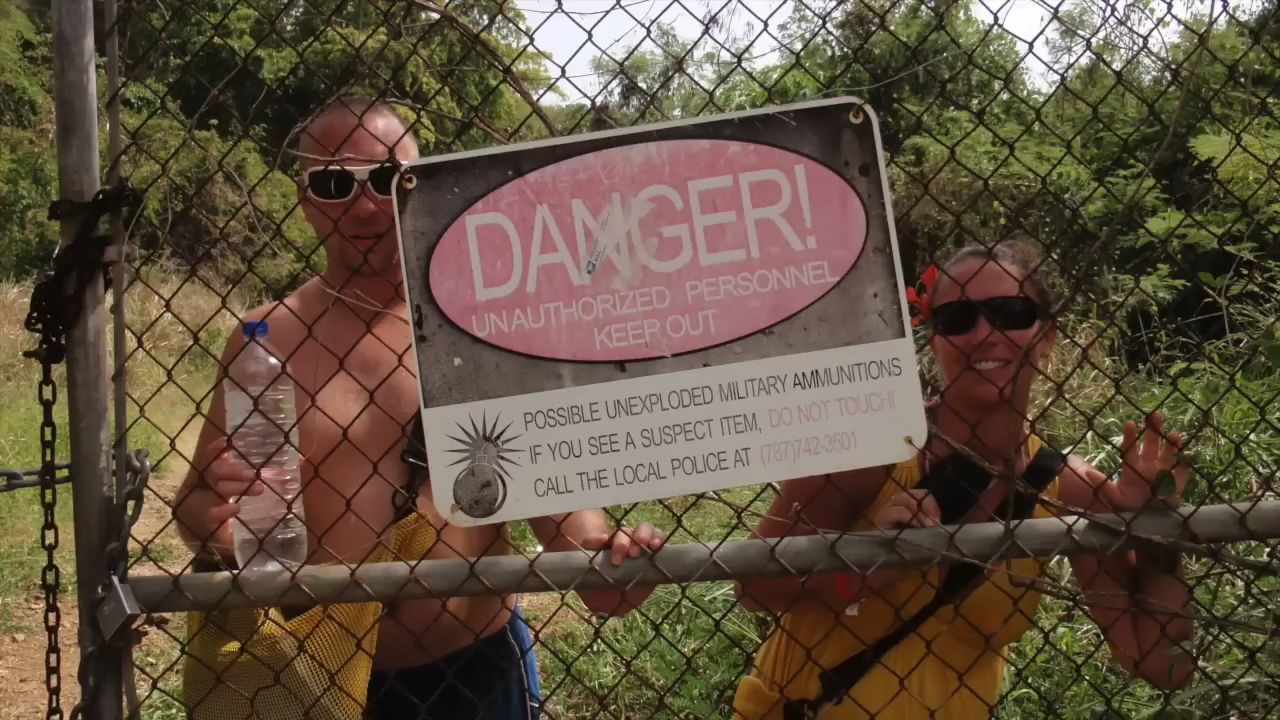 DANGER!
UNAUTHORIZED PERSONNEL
KEEP OUT
POSSIBLE UNEXPLODED MILITARY AMMUNITIONS
IF YOU SEE A SUSPECT ITEM, DO NOT TOUCH!
CALL THE LOCAL POLICE AT (787)742-3501